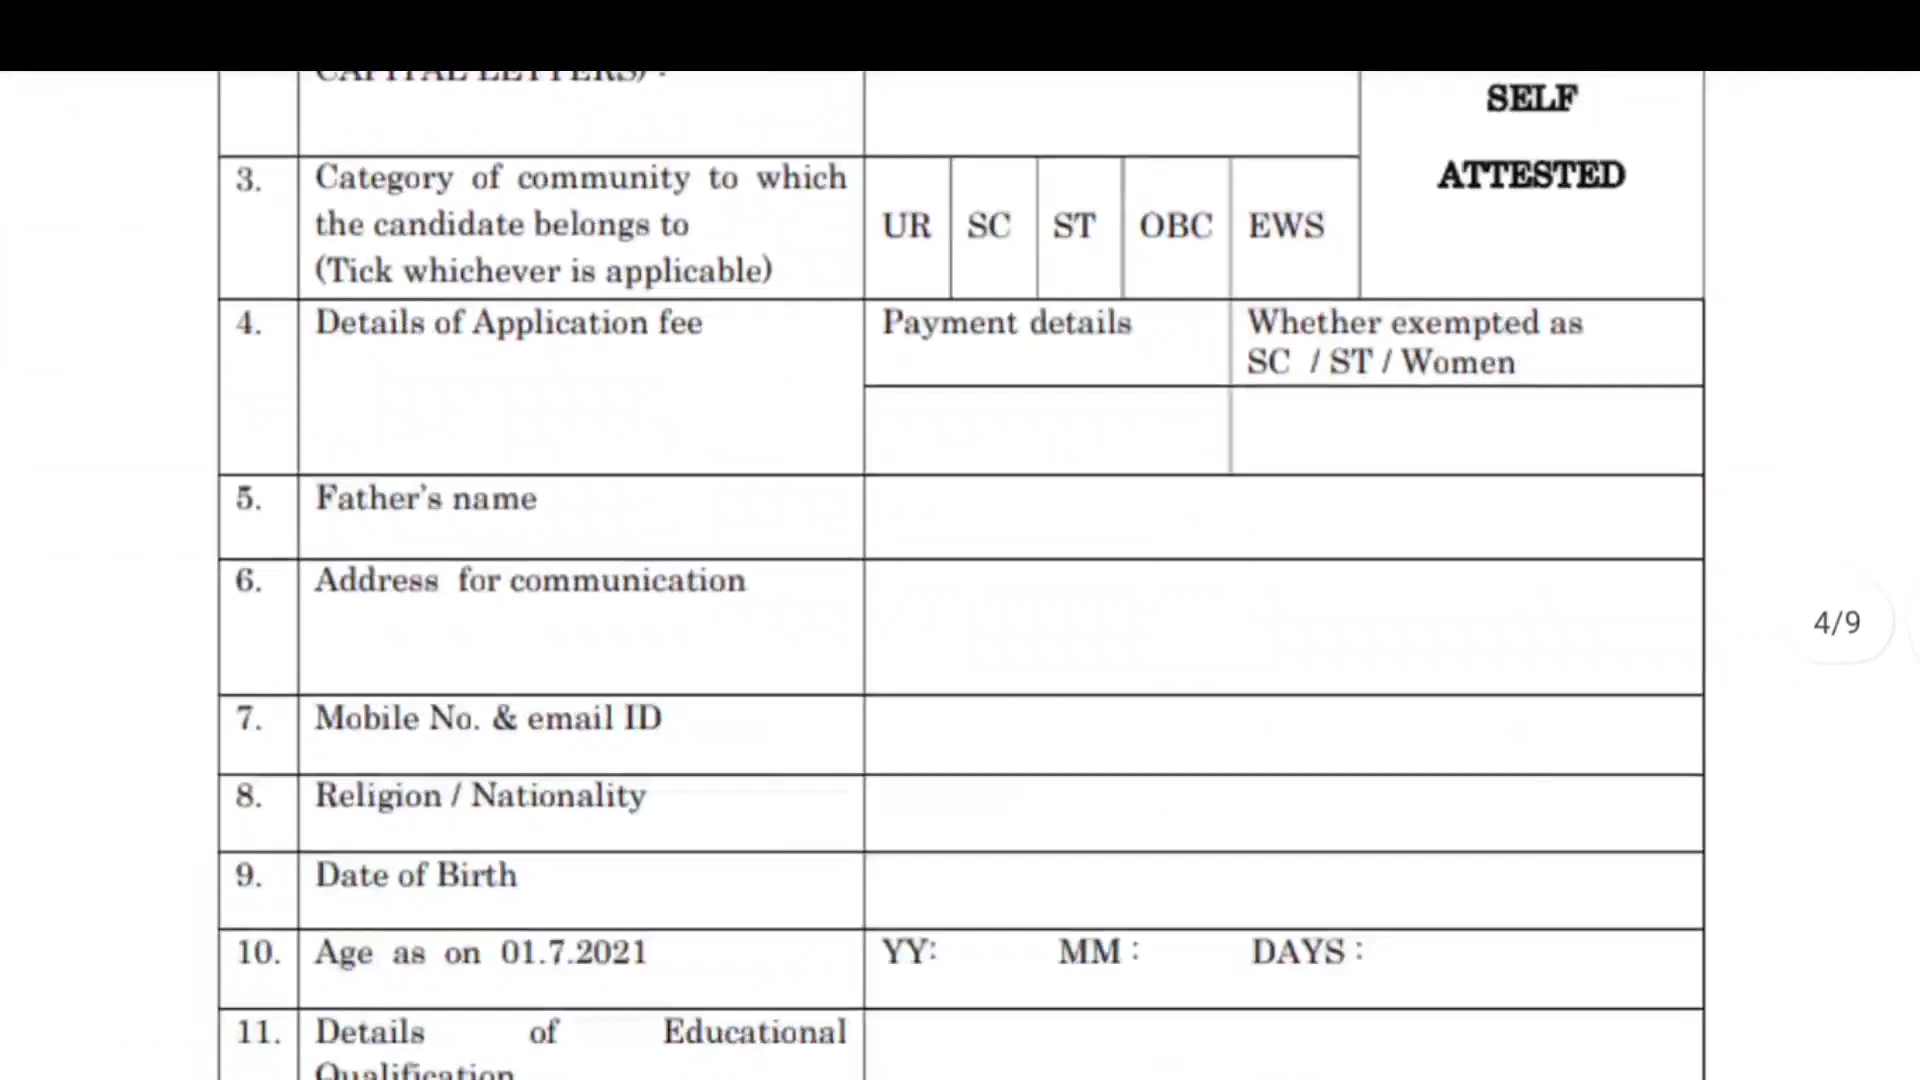 CAPITAL LETTERS) :
SELF
ATTESTED
3. Category of community to which
the candidate belongs to
(Tick whichever is applicable)
UR SC ST OBC EWS
4. Details of Application fee
Payment details
Whether exempted as
SC / ST / Women
5. Father's name
6. Address for communication
7. Mobile No. & email ID
8. Religion / Nationality
9. Date of Birth
10. Age as on 01.7.2021 YY: MM : DAYS :
11. Details of Educational
Qualification
4/9